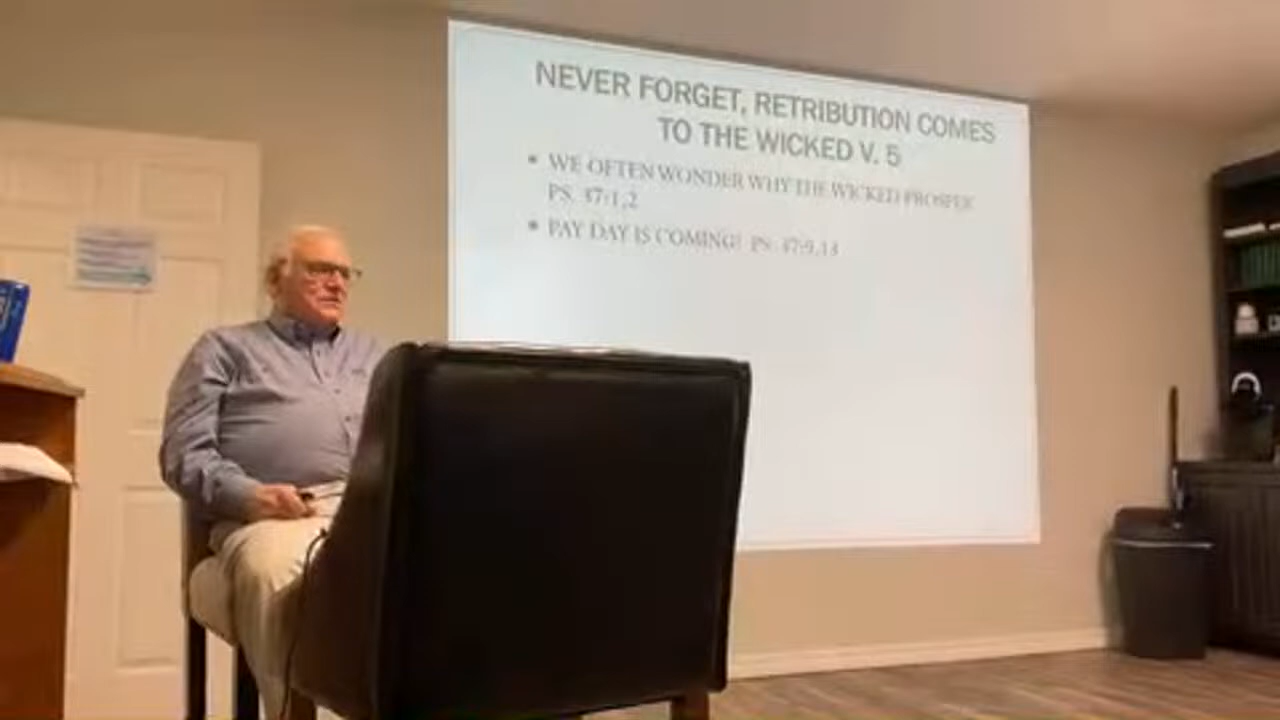 NEVER FORGET, RETRIBUTION COMES
TO THE WICKED V. 5
• WE OFTEN WONDER WHY THE WICKED PROSPER
PS. 37:1,2
• PAY DAY IS COMING! PS. 37:9,13